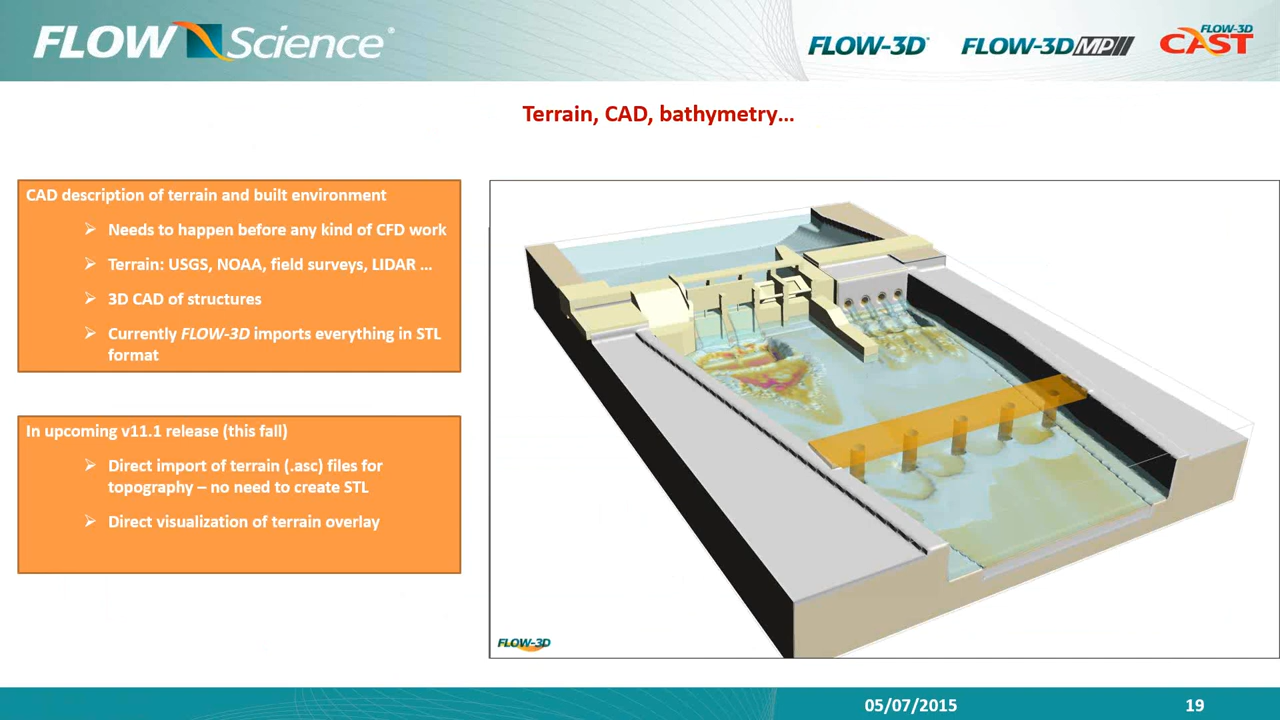 FLOW Science®
FLOW-3D®
FLOW-3D MP
FLOW-3D
CAST
Terrain, CAD, bathymetry…
CAD description of terrain and built environment
➢ Needs to happen before any kind of CFD work
➢ Terrain: USGS, NOAA, field surveys, LIDAR …
➢ 3D CAD of structures
➢ Currently FLOW-3D imports everything in STL
format
In upcoming v11.1 release (this fall)
➢ Direct import of terrain (.asc) files for
topography – no need to create STL
➢ Direct visualization of terrain overlay
FLOW-3D
05/07/2015
19